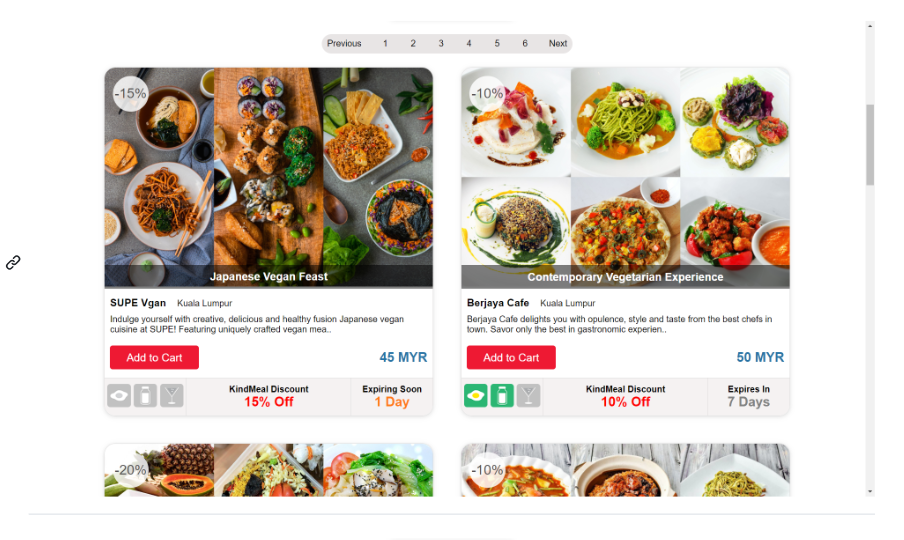 Previous 1 2 3 4 5 6 Next
-15%
Japanese Vegan Feast
SUPE Vgan Kuala Lumpur
Indulge yourself with creative, delicious and healthy fusion Japanese vegan
cuisine at SUPE! Featuring uniquely crafted vegan mea..
Add to Cart 45 MYR
KindMeal Discount
15% Off
Expiring Soon
1 Day
-10%
Contemporary Vegetarian Experience
Berjaya Cafe Kuala Lumpur
Berjaya Cafe delights you with opulence, style and taste from the best chefs in
town. Savor only the best in gastronomic experien..
Add to Cart 50 MYR
KindMeal Discount
10% Off
Expires In
7 Days
-20%
-10%